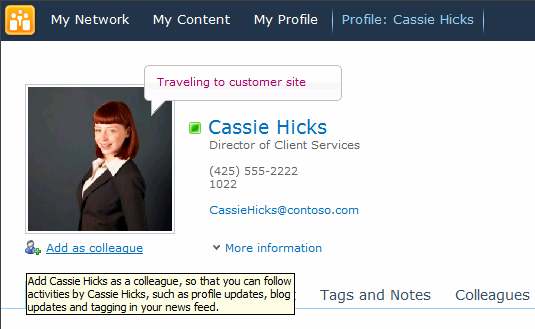 My Network My Content My Profile Profile: Cassie Hicks
Traveling to customer site
Cassie Hicks
Director of Client Services
(425) 555-2222
1022
CassieHicks@contoso.com
Add as colleague More information
Add Cassie Hicks as a colleague, so that you can follow
activities by Cassie Hicks, such as profile updates, blog
updates and tagging in your news feed.
Tags and Notes Colleagues